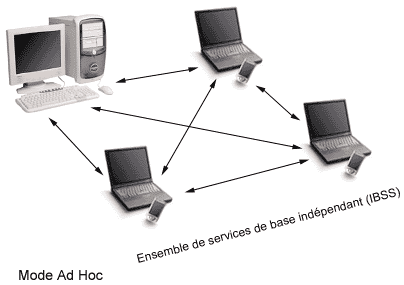 Ensemble de services de base indépendant (IBSS)
Mode Ad Hoc